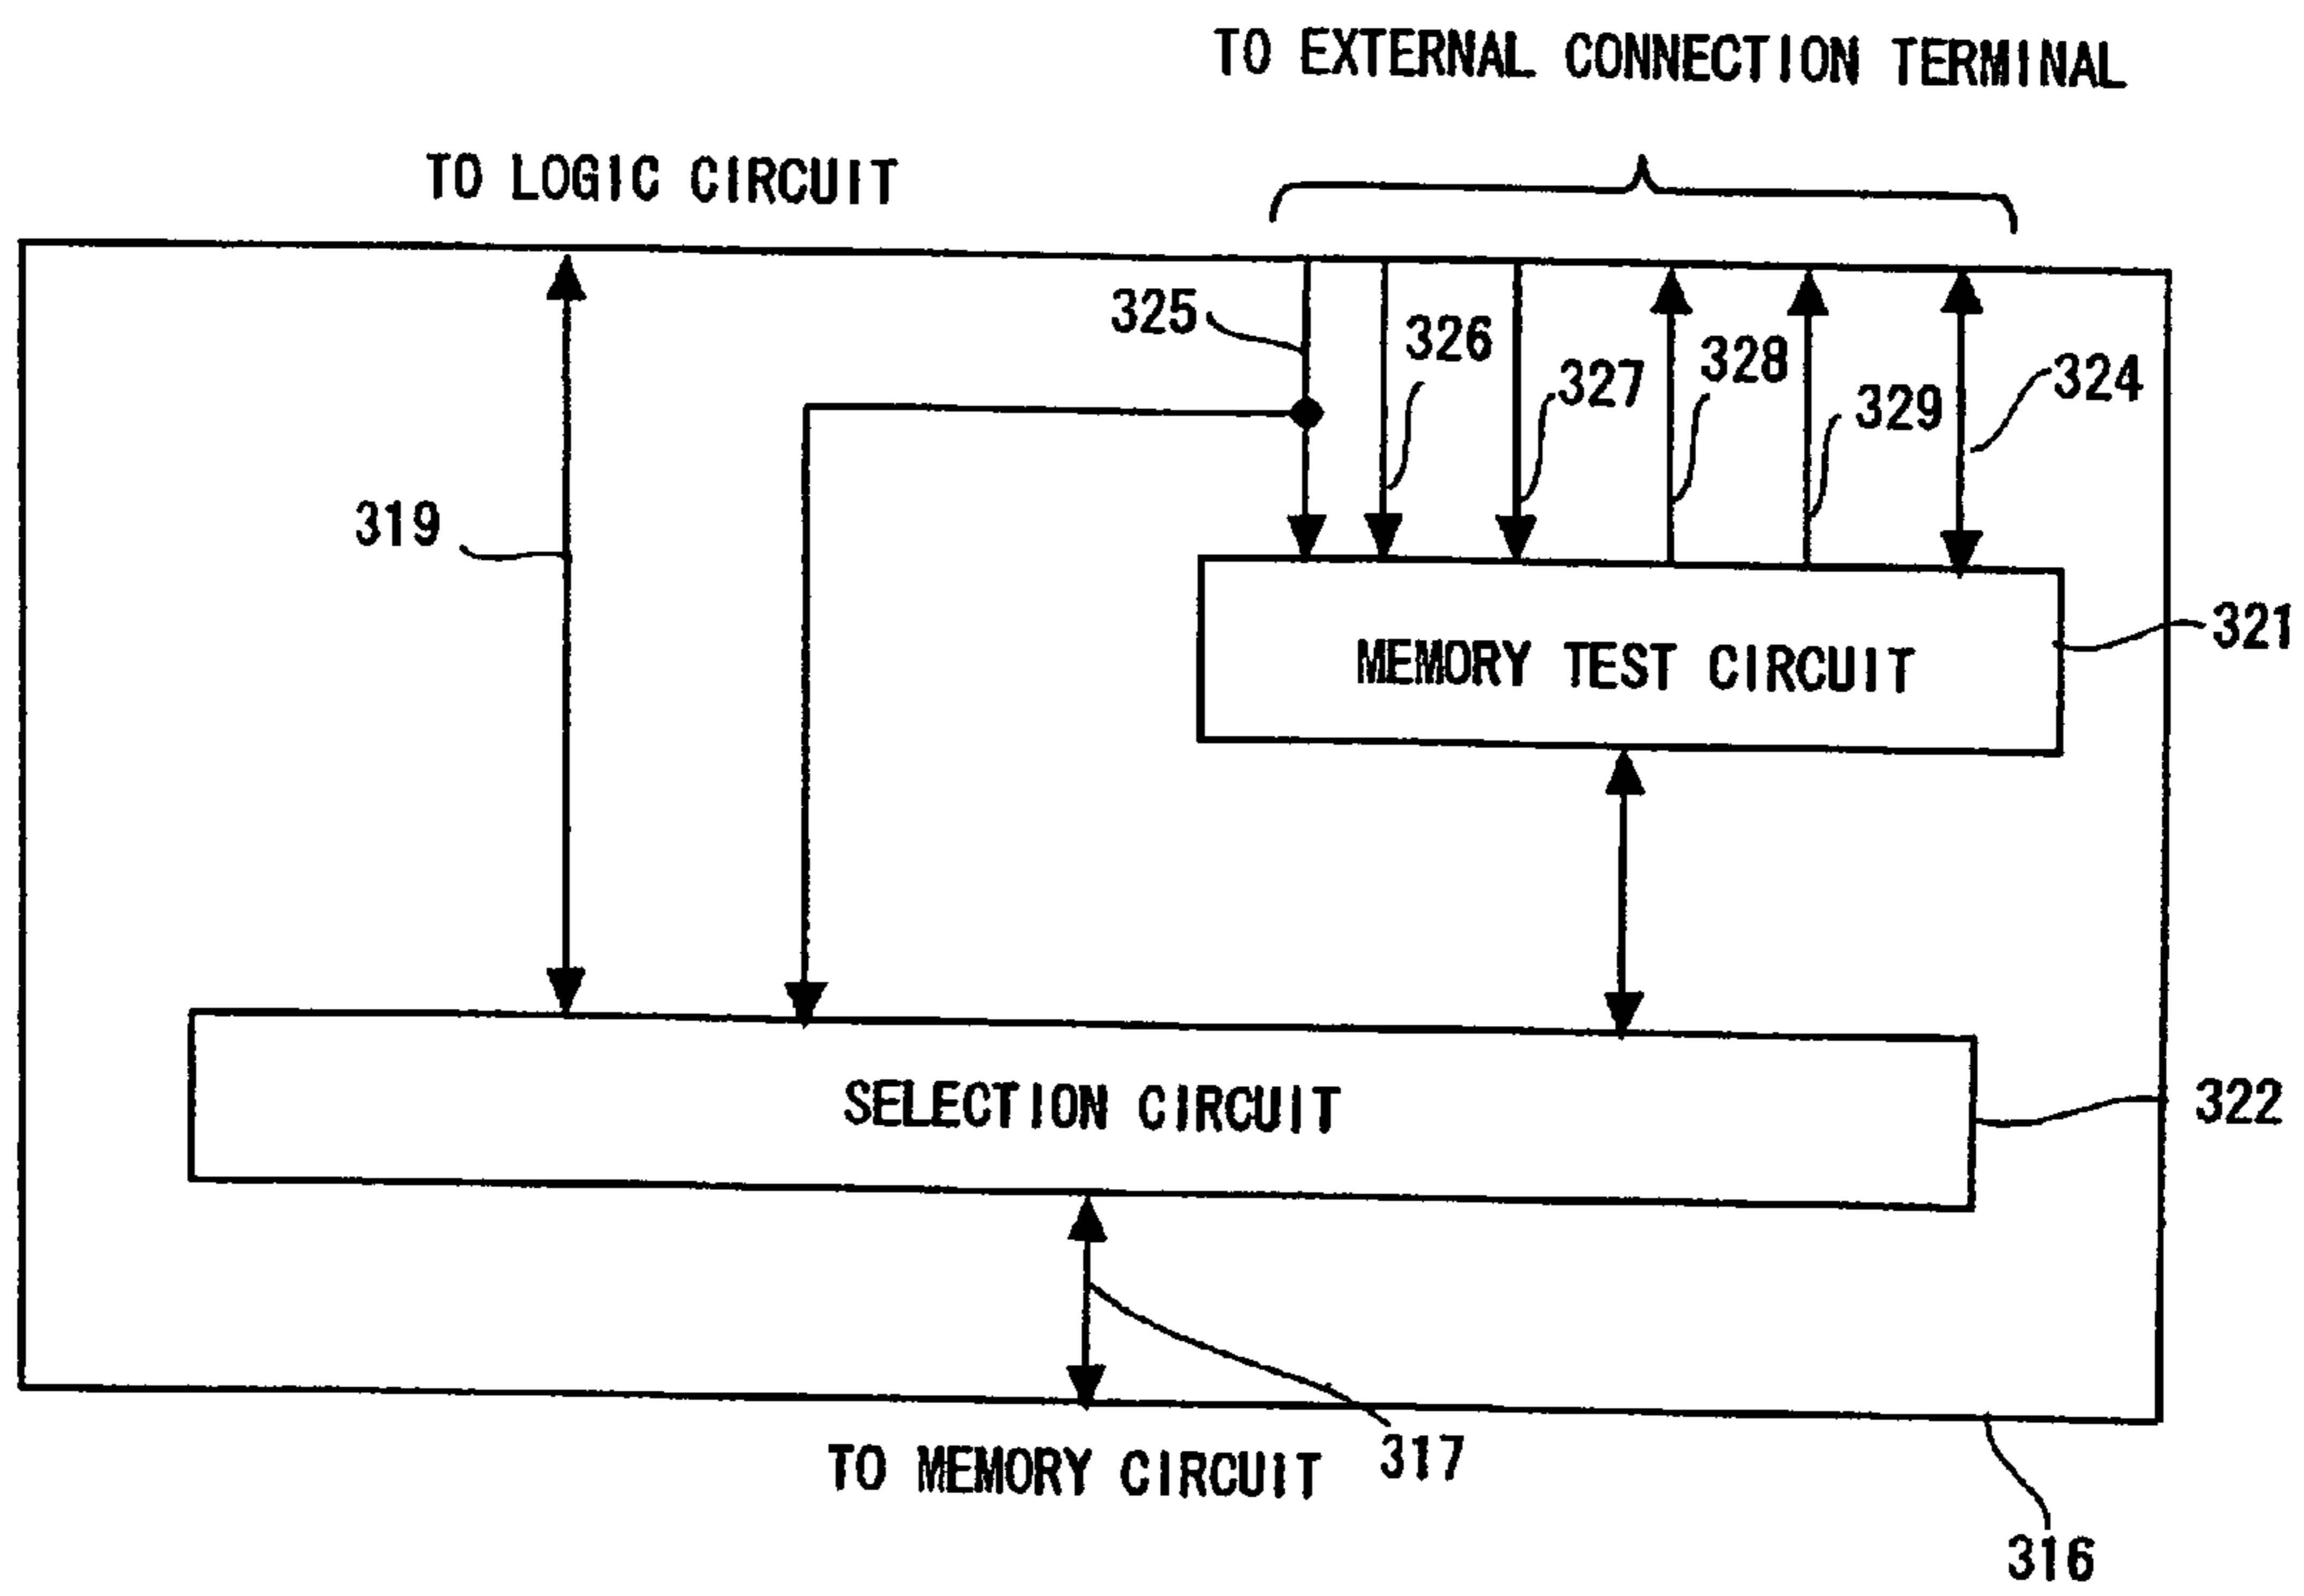 TO EXTERNAL CONNECTION TERMINAL
TO LOGIC CIRCUIT
325
326
327
328
329
324
319
MEMORY TEST CIRCUIT
321
SELECTION CIRCUIT
322
TO MEMORY CIRCUIT
317
316